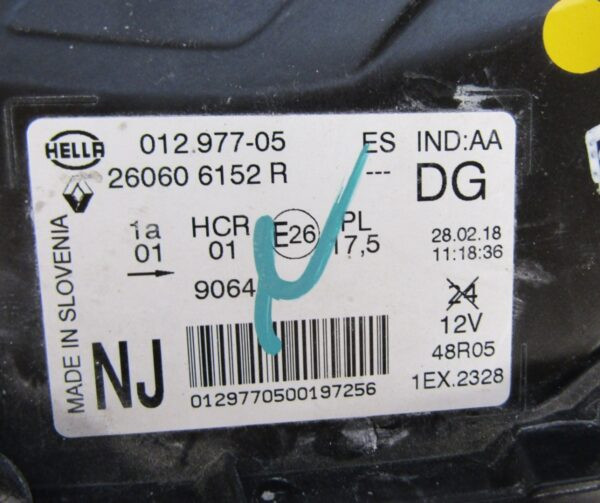 HELLA 012.977-05 ES IND:AA
26060 6152 R --- DG
1a HCR E26 PL
01 01 17,5
28.02.18
11:18:36
9064
24
12V
48R05
1EX.2328
NJ
01297700500197256
MADE IN SLOVENIA